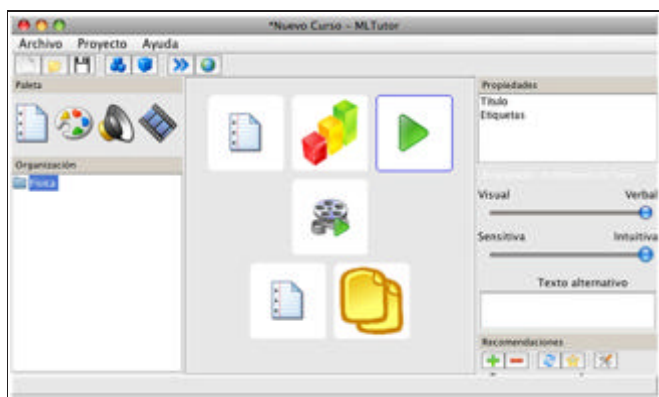 *Nuevo Curso - MLTutor
Archivo Proyecto Ayuda
Paleta
Organización
Propiedades
Título
Etiquetas
Visual Verbal
Sensitiva Intuitiva
Texto alternativo
Recomendaciones